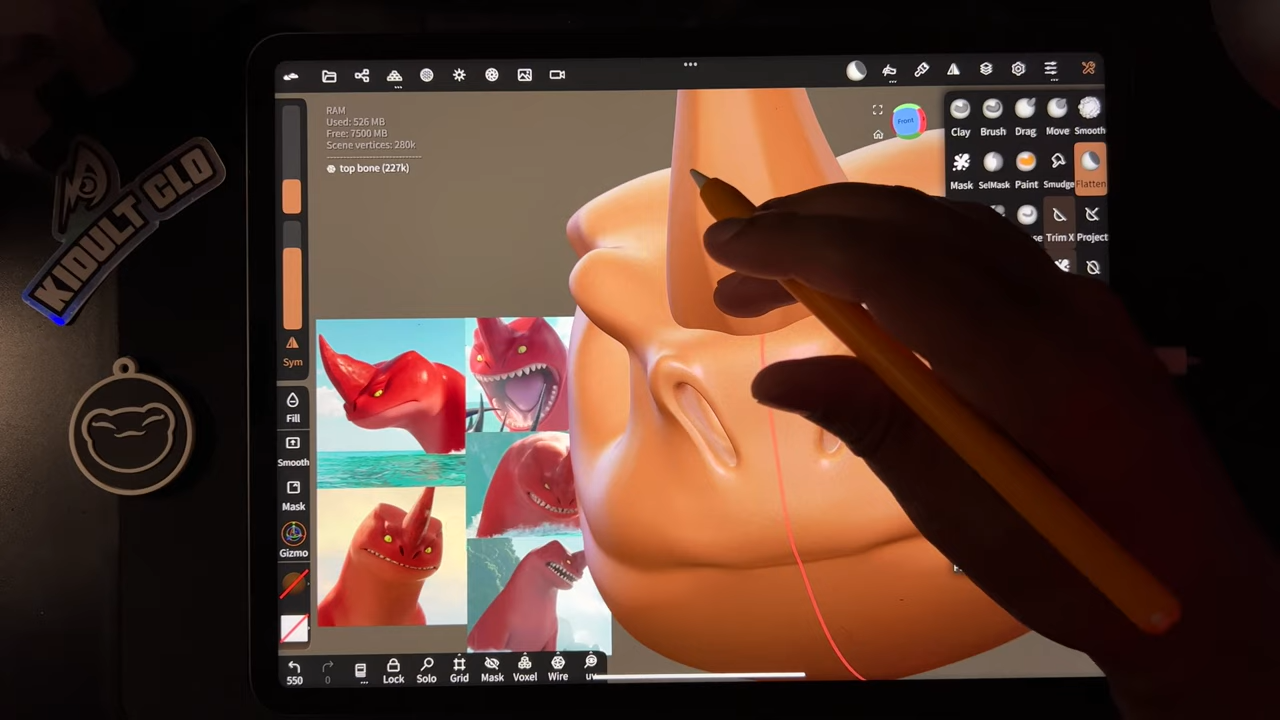 KIDULT CLD
RAM
Used: 526 MB
Free: 7500 MB
Scene vertices: 280k
top bone (227k)
Front
Clay
Brush
Drag
Move
Smooth
Mask
SelMask
Paint
Smudge
Flatten
Trim X
Project
Sym
Fill
Smooth
Mask
Gizmo
550
0
Lock
Solo
Grid
Mask
Voxel
Wire